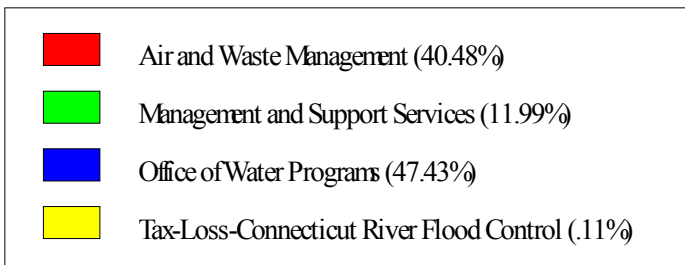 Air and Waste Management (40.48%)
Management and Support Services (11.99%)
Office of Water Programs (47.43%)
Tax-Loss-Connecticut River Flood Control (.11%)